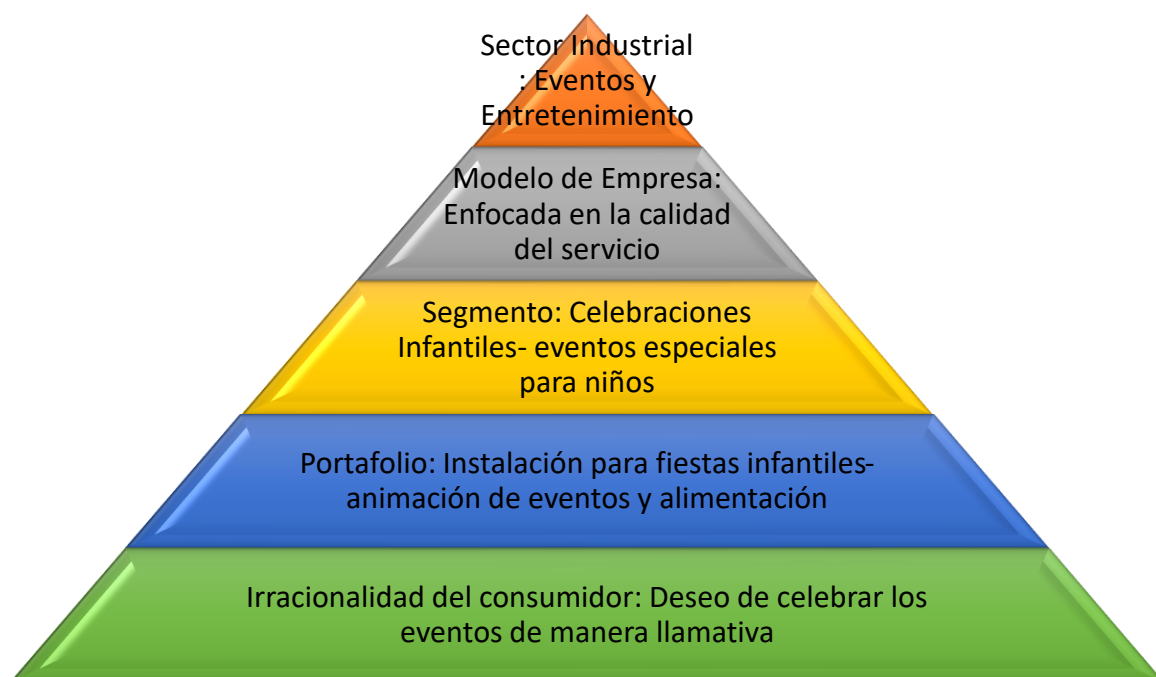 Sector Industrial
: Eventos y
Entretenimiento
Modelo de Empresa:
Enfocada en la calidad
del servicio
Segmento: Celebraciones
Infantiles- eventos especiales
para niños
Portafolio: Instalación para fiestas infantiles-
animación de eventos y alimentación
Irracionalidad del consumidor: Deseo de celebrar los
eventos de manera llamativa